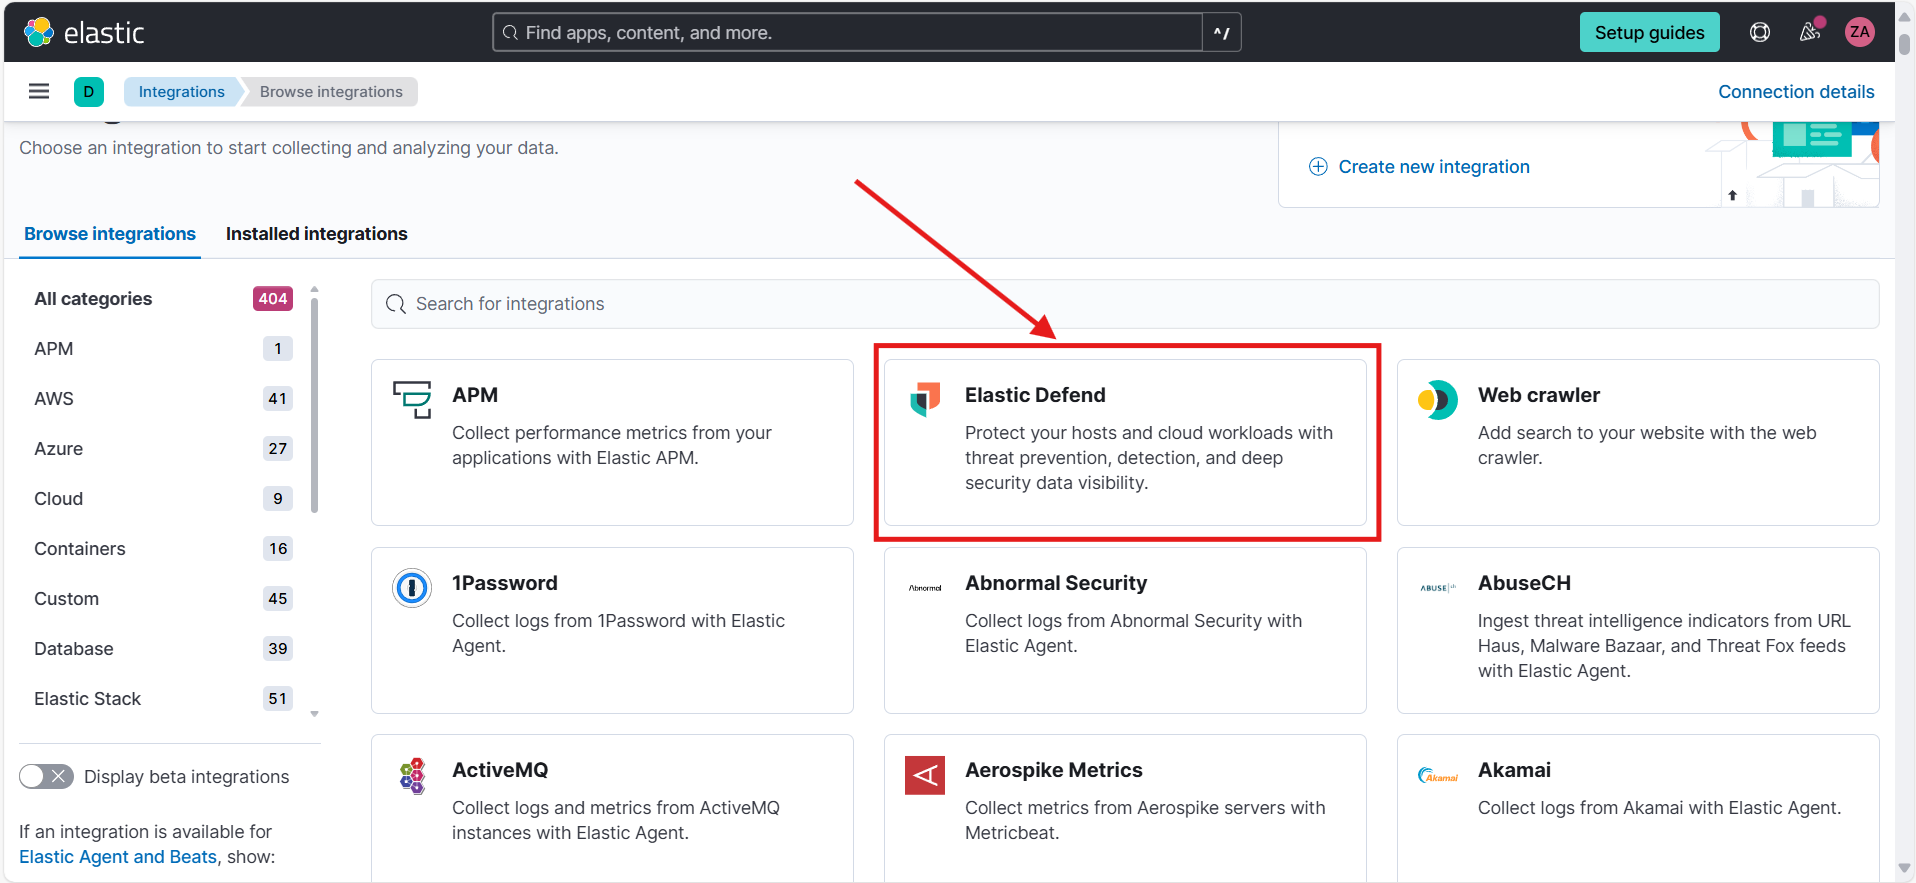 elastic
Find apps, content, and more.
^/
Setup guides
ZA
D
Integrations
Browse integrations
Connection details
Choose an integration to start collecting and analyzing your data.
Create new integration
Browse integrations
Installed integrations
All categories 404
APM 1
AWS 41
Azure 27
Cloud 9
Containers 16
Custom 45
Database 39
Elastic Stack 51
Display beta integrations
If an integration is available for
Elastic Agent and Beats, show:
Search for integrations
APM
Collect performance metrics from your
applications with Elastic APM.
Elastic Defend
Protect your hosts and cloud workloads with
threat prevention, detection, and deep
security data visibility.
Web crawler
Add search to your website with the web
crawler.
1Password
Collect logs from 1Password with Elastic
Agent.
Abnormal
Abnormal Security
Collect logs from Abnormal Security with
Elastic Agent.
ABUSE ch
AbuseCH
Ingest threat intelligence indicators from URL
Haus, Malware Bazaar, and Threat Fox feeds
with Elastic Agent.
ActiveMQ
Collect logs and metrics from ActiveMQ
instances with Elastic Agent.
Aerospike Metrics
Collect metrics from Aerospike servers with
Metricbeat.
Akamai
Akamai
Collect logs from Akamai with Elastic Agent.